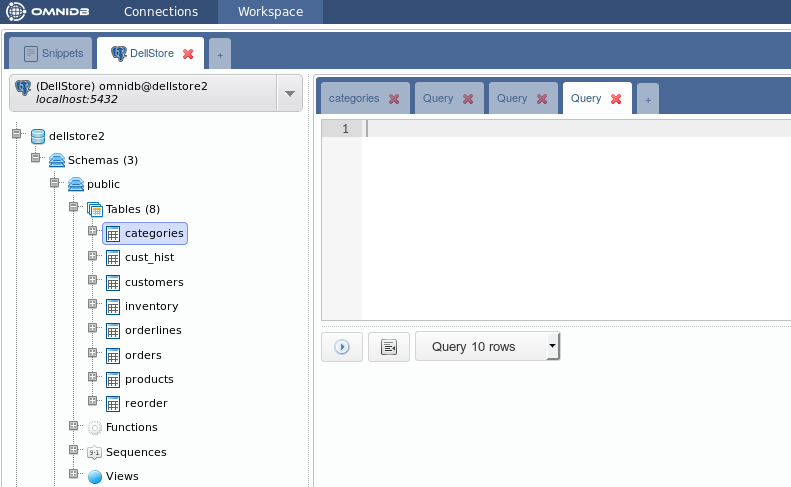 OMNIDB Connections Workspace
Snippets DellStore +
(DellStore) omnidb@dellstore2
localhost:5432
dellstore2
Schemas (3)
public
Tables (8)
categories
cust_hist
customers
inventory
orderlines
orders
products
reorder
Functions
Sequences
Views
categories Query Query Query +
1
Query 10 rows